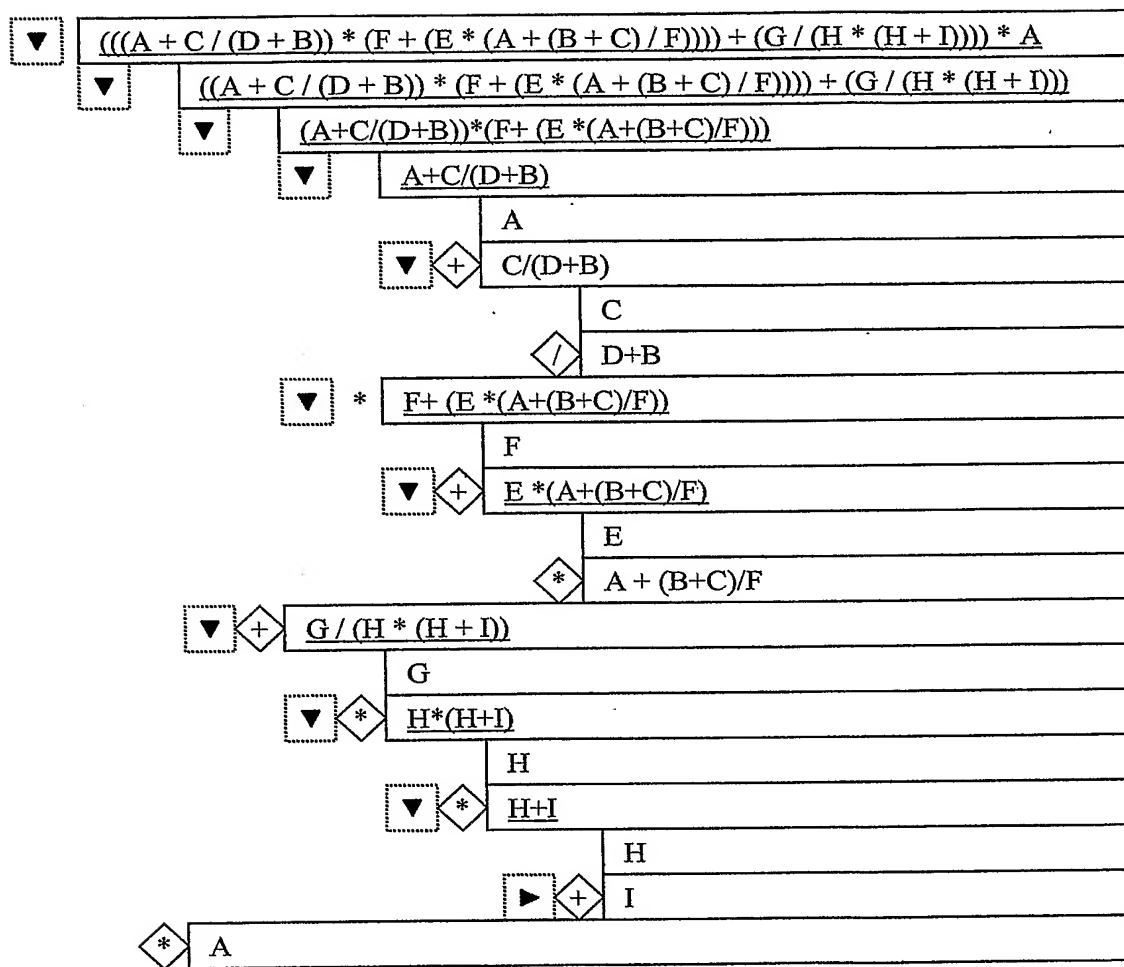 (((A + C / (D + B)) * (F + (E * (A + (B + C) / F)))) + (G / (H * (H + I)))) * A
((A + C / (D + B)) * (F + (E * (A + (B + C) / F)))) + (G / (H * (H + I)))
(A+C/(D+B))*(F+ (E *(A+(B+C)/F)))
A+C/(D+B)
A
+ C/(D+B)
C
/ D+B
* F+ (E *(A+(B+C)/F))
F
+ E *(A+(B+C)/F)
E
* A + (B+C)/F
+ G / (H * (H + I))
G
* H*(H+I)
H
* H+I
H
+ I
* A